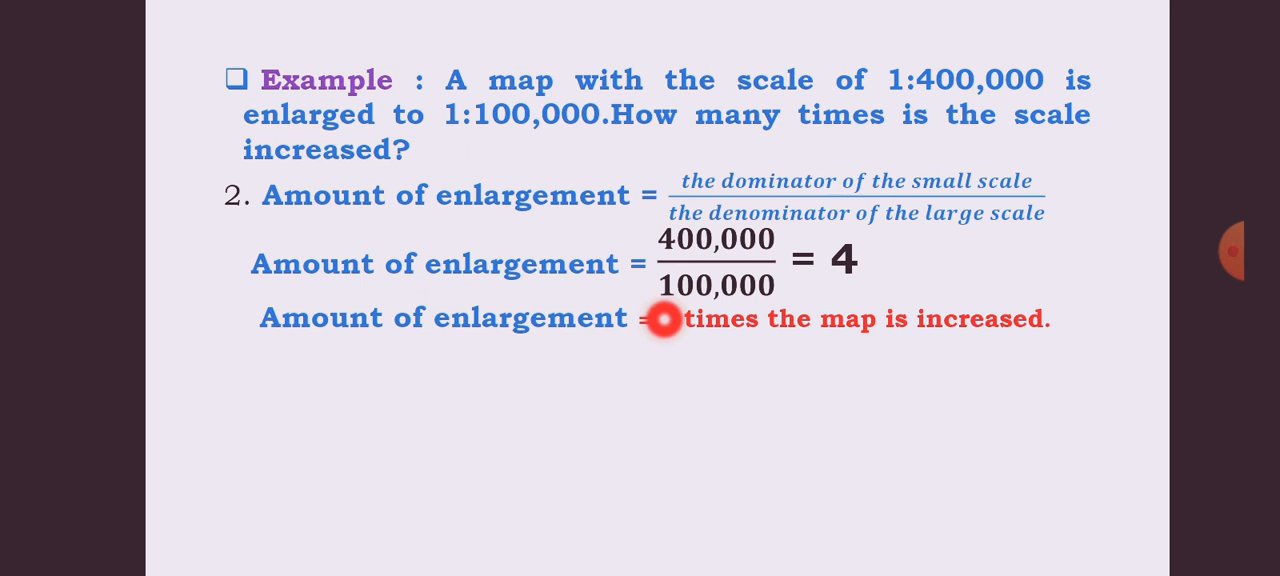 ❑ Example : A map with the scale of 1:400,000 is
enlarged to 1:100,000.How many times is the scale
increased?
2. Amount of enlargement = the dominator of the small scale
the denominator of the large scale
Amount of enlargement = 400,000 = 4
100,000
Amount of enlargement = times the map is increased.